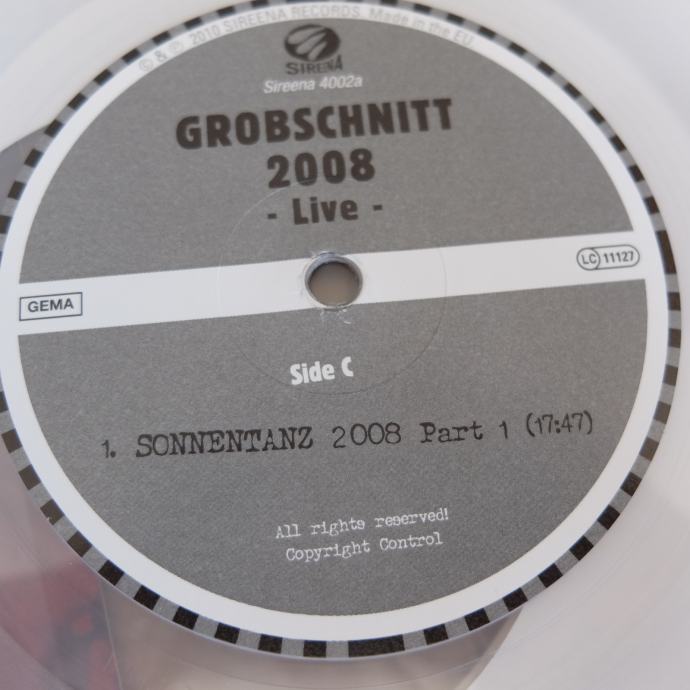 © & ℗ 2010 SIREENA RECORDS. Made in the EU.
SIREENA
Sireena 4002a
GROBSCHNITT
2008
- Live -
LC 11127
GEMA
Side C
1. SONNENTANZ 2008 Part 1 (17:47)
All rights reserved!
Copyright Control